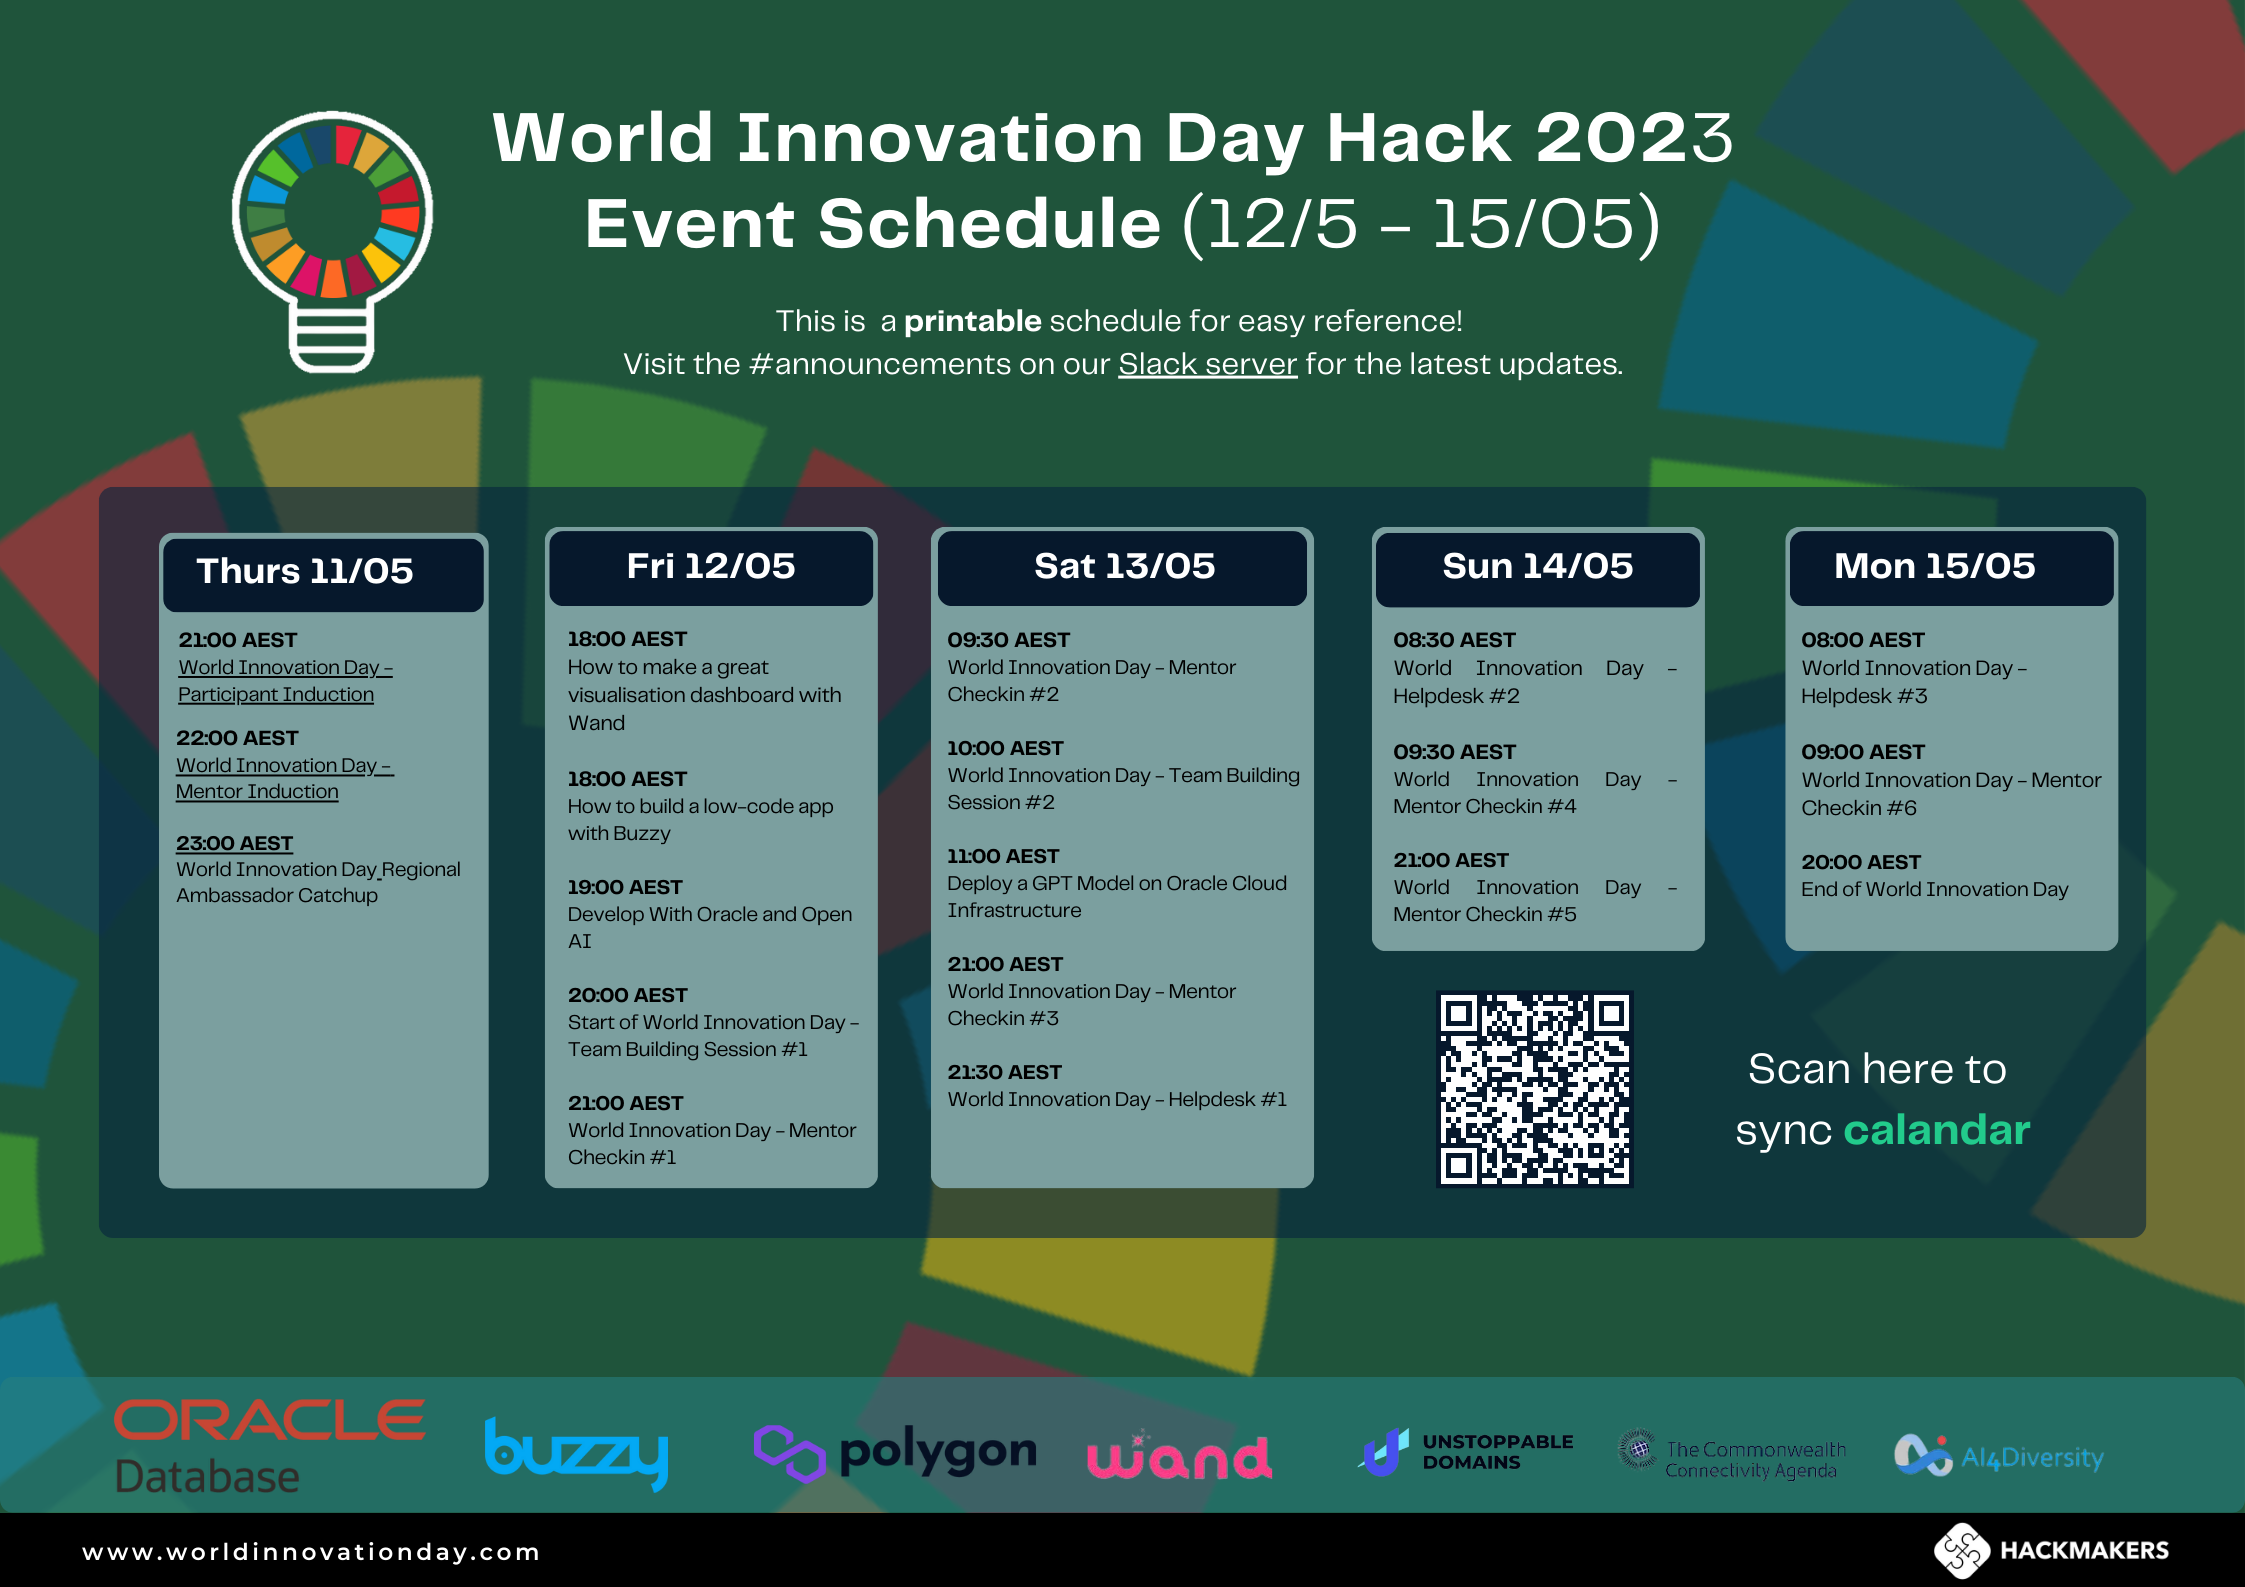 World Innovation Day Hack 2023
Event Schedule (12/5 - 15/05)
This is  a printable schedule for easy reference!
Visit the #announcements on our Slack server for the latest updates.
Thurs 11/05
21:00 AEST
World Innovation Day -
Participant Induction
22:00 AEST
World Innovation Day -
Mentor Induction
23:00 AEST
World Innovation Day Regional
Ambassador Catchup
Fri 12/05
18:00 AEST
How to make a great
visualisation dashboard with
Wand
18:00 AEST
How to build a low-code app
with Buzzy
19:00 AEST
Develop With Oracle and Open
AI
20:00 AEST
Start of World Innovation Day -
Team Building Session #1
21:00 AEST
World Innovation Day - Mentor
Checkin #1
Sat 13/05
09:30 AEST
World Innovation Day - Mentor
Checkin #2
10:00 AEST
World Innovation Day - Team Building
Session #2
11:00 AEST
Deploy a GPT Model on Oracle Cloud
Infrastructure
21:00 AEST
World Innovation Day - Mentor
Checkin #3
21:30 AEST
World Innovation Day - Helpdesk #1
Sun 14/05
08:30 AEST
World Innovation Day -
Helpdesk #2
09:30 AEST
World Innovation Day -
Mentor Checkin #4
21:00 AEST
World Innovation Day -
Mentor Checkin #5
Mon 15/05
08:00 AEST
World Innovation Day -
Helpdesk #3
09:00 AEST
World Innovation Day - Mentor
Checkin #6
20:00 AEST
End of World Innovation Day
Scan here to
sync calandar
ORACLE
Database
buzzy
polygon
wand
UNSTOPPABLE
DOMAINS
The Commonwealth
Connectivity Agenda
AI4Diversity
www.worldinnovationday.com
HACKMAKERS